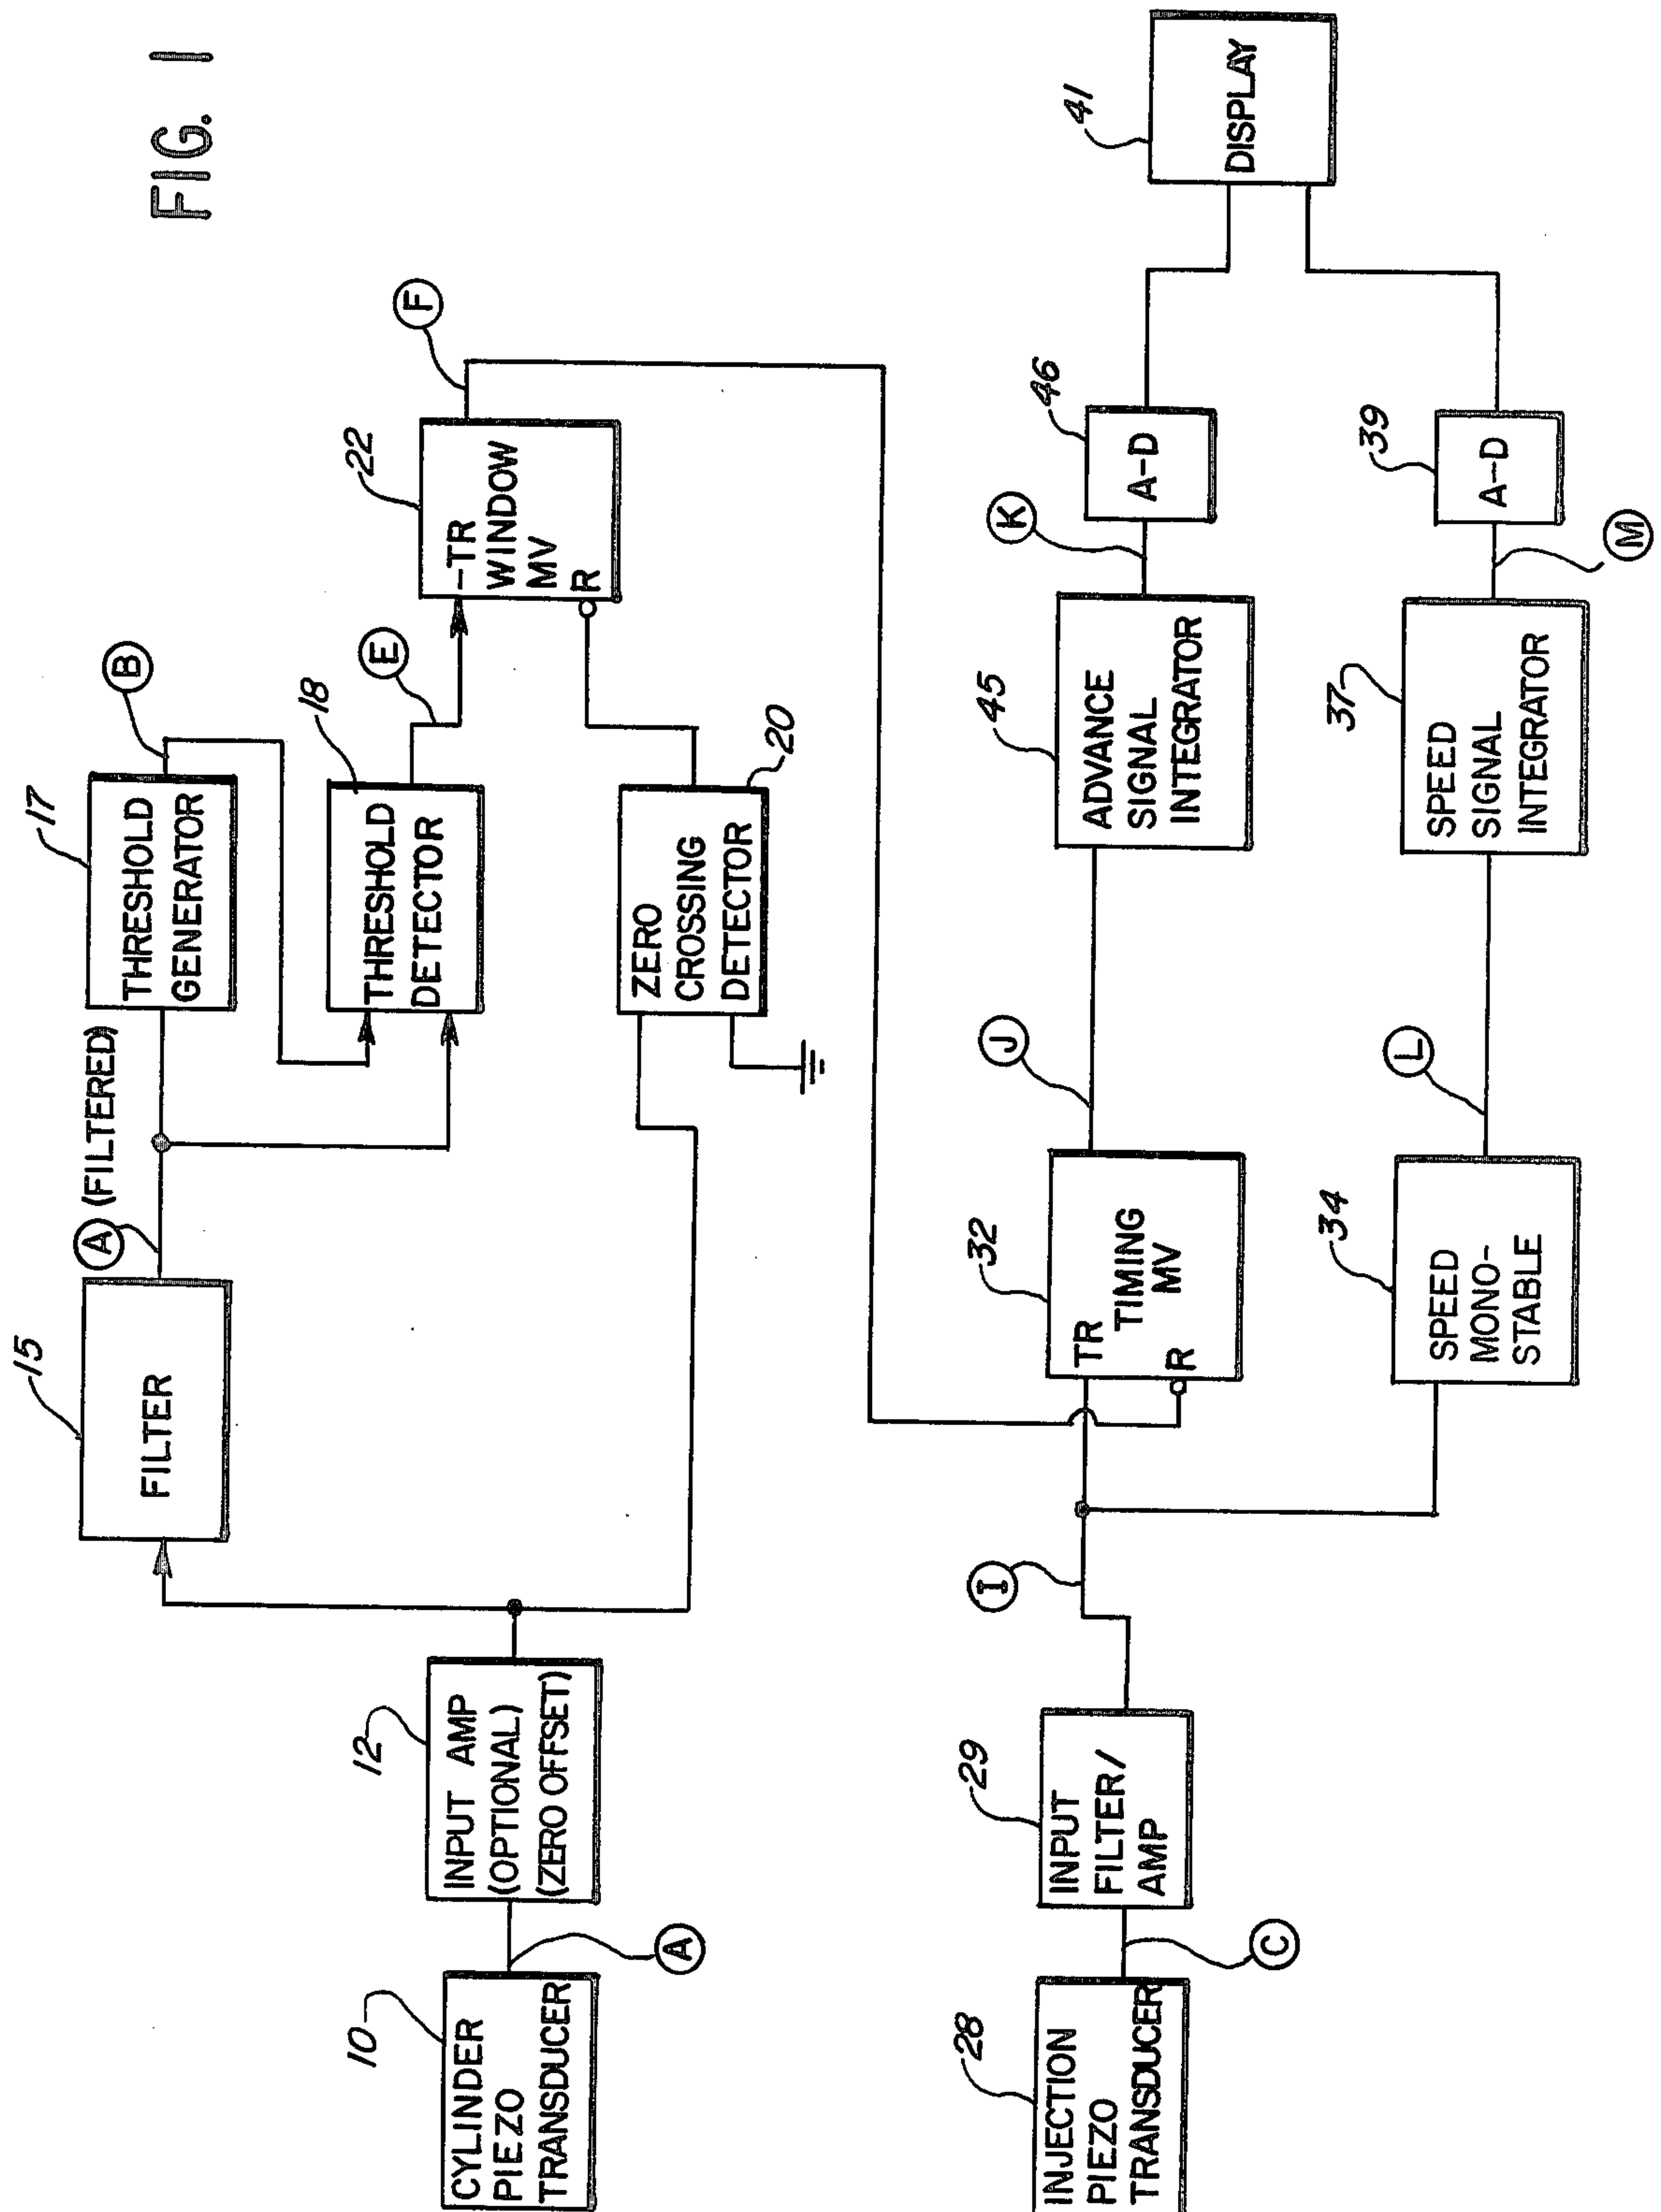 FIG. 1
10
CYLINDER
PIEZO
TRANSDUCER
A
12
INPUT AMP
(OPTIONAL)
(ZERO OFFSET)
15
FILTER
A (FILTERED)
17
THRESHOLD
GENERATOR
B
18
THRESHOLD
DETECTOR
E
ZERO
CROSSING
DETECTOR
20
22
-TR
WINDOW
MV
R
F
28
INJECTION
PIEZO
TRANSDUCER
C
29
INPUT
FILTER/
AMP
I
32
TR
TIMING
MV
R
J
34
SPEED
MONO-
STABLE
L
45
ADVANCE
SIGNAL
INTEGRATOR
K
37
SPEED
SIGNAL
INTEGRATOR
M
46
A-D
39
A-D
41
DISPLAY